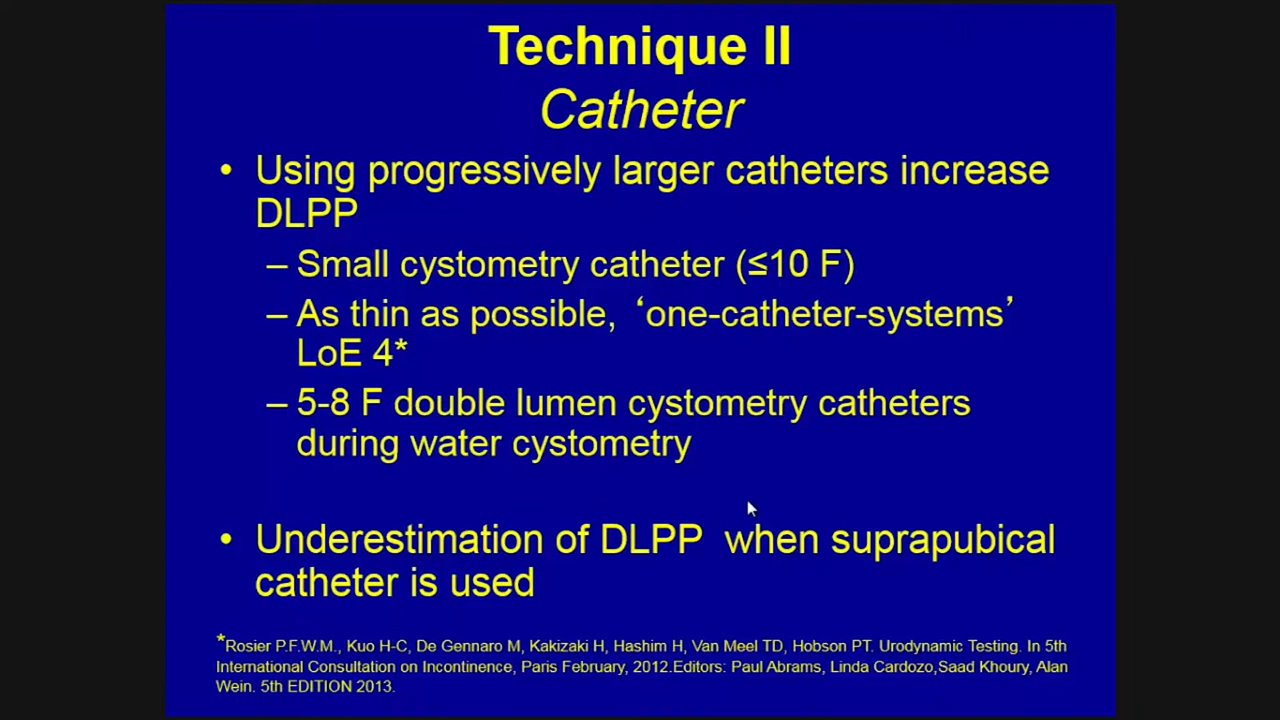 Technique II
Catheter
• Using progressively larger catheters increase
DLPP
– Small cystometry catheter (≤10 F)
– As thin as possible, ‘one-catheter-systems’
LoE 4*
– 5-8 F double lumen cystometry catheters
during water cystometry
• Underestimation of DLPP when suprapubical
catheter is used
*Rosier P.F.W.M., Kuo H-C, De Gennaro M, Kakizaki H, Hashim H, Van Meel TD, Hobson PT. Urodynamic Testing. In 5th
International Consultation on Incontinence, Paris February, 2012.Editors: Paul Abrams, Linda Cardozo,Saad Khoury, Alan
Wein. 5th EDITION 2013.